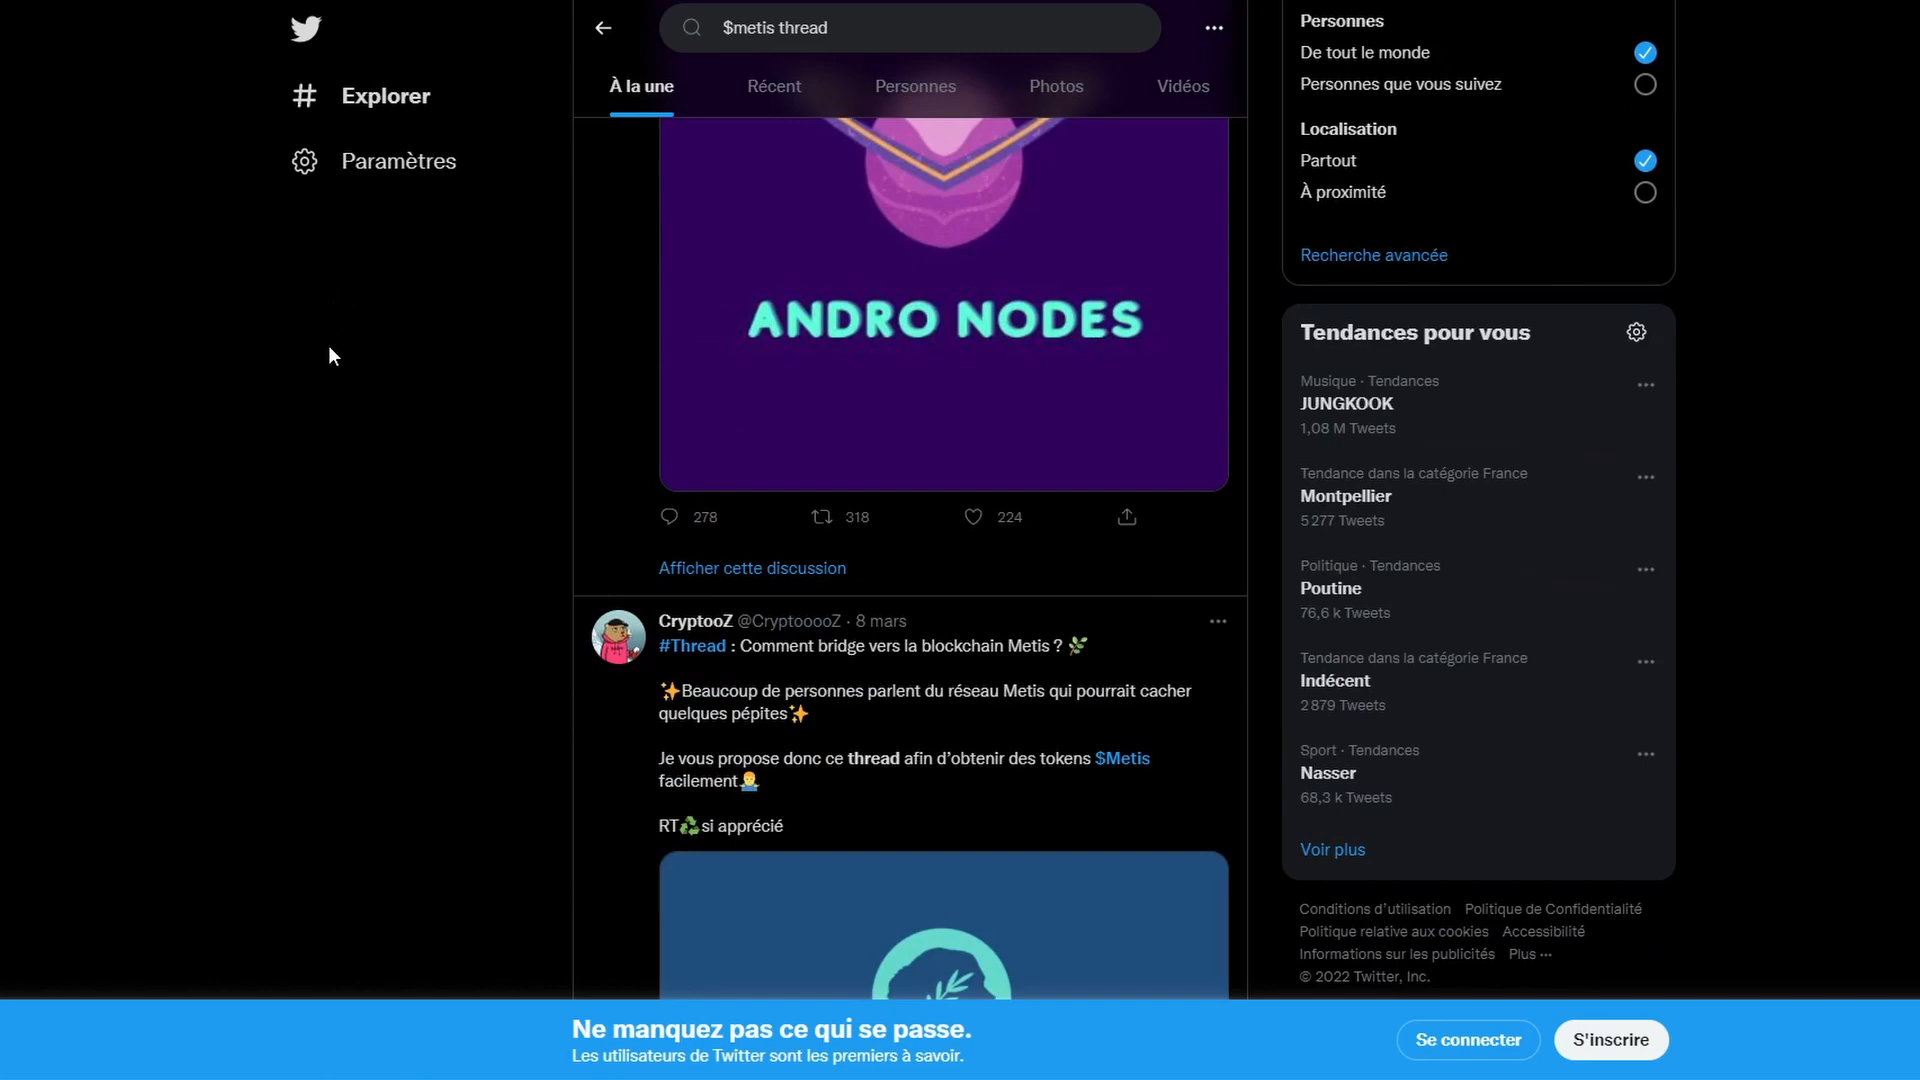 Explorer
Paramètres
$metis thread
À la une
Récent
Personnes
Photos
Vidéos
ANDRO NODES
278
318
224
Afficher cette discussion
CryptooZ @CryptooooZ · 8 mars
#Thread : Comment bridge vers la blockchain Metis ? 🌿
✨Beaucoup de personnes parlent du réseau Metis qui pourrait cacher
quelques pépites✨
Je vous propose donc ce thread afin d’obtenir des tokens $Metis
facilement💁‍♂️
RT♻️si apprécié
Personnes
De tout le monde
Personnes que vous suivez
Localisation
Partout
À proximité
Recherche avancée
Tendances pour vous
Musique · Tendances
JUNGKOOK
1,08 M Tweets
Tendance dans la catégorie France
Montpellier
5 277 Tweets
Politique · Tendances
Poutine
76,6 k Tweets
Tendance dans la catégorie France
Indécent
2 879 Tweets
Sport · Tendances
Nasser
68,3 k Tweets
Voir plus
Conditions d’utilisation Politique de Confidentialité
Politique relative aux cookies Accessibilité
Informations sur les publicités Plus ···
© 2022 Twitter, Inc.
Ne manquez pas ce qui se passe.
Les utilisateurs de Twitter sont les premiers à savoir.
Se connecter
S'inscrire